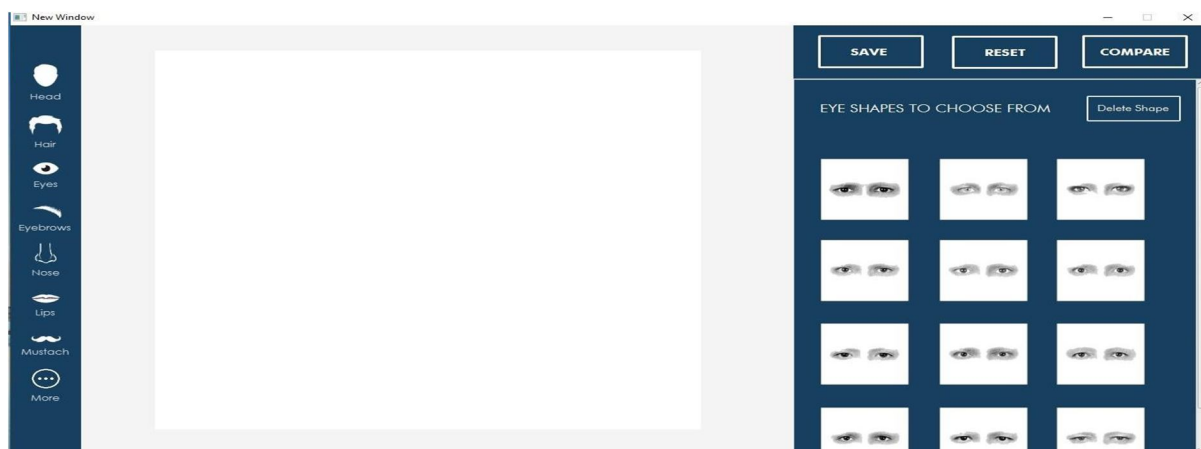 New Window
Head
Hair
Eyes
Eyebrows
Nose
Lips
Mustach
More
SAVE
RESET
COMPARE
EYE SHAPES TO CHOOSE FROM
Delete Shape